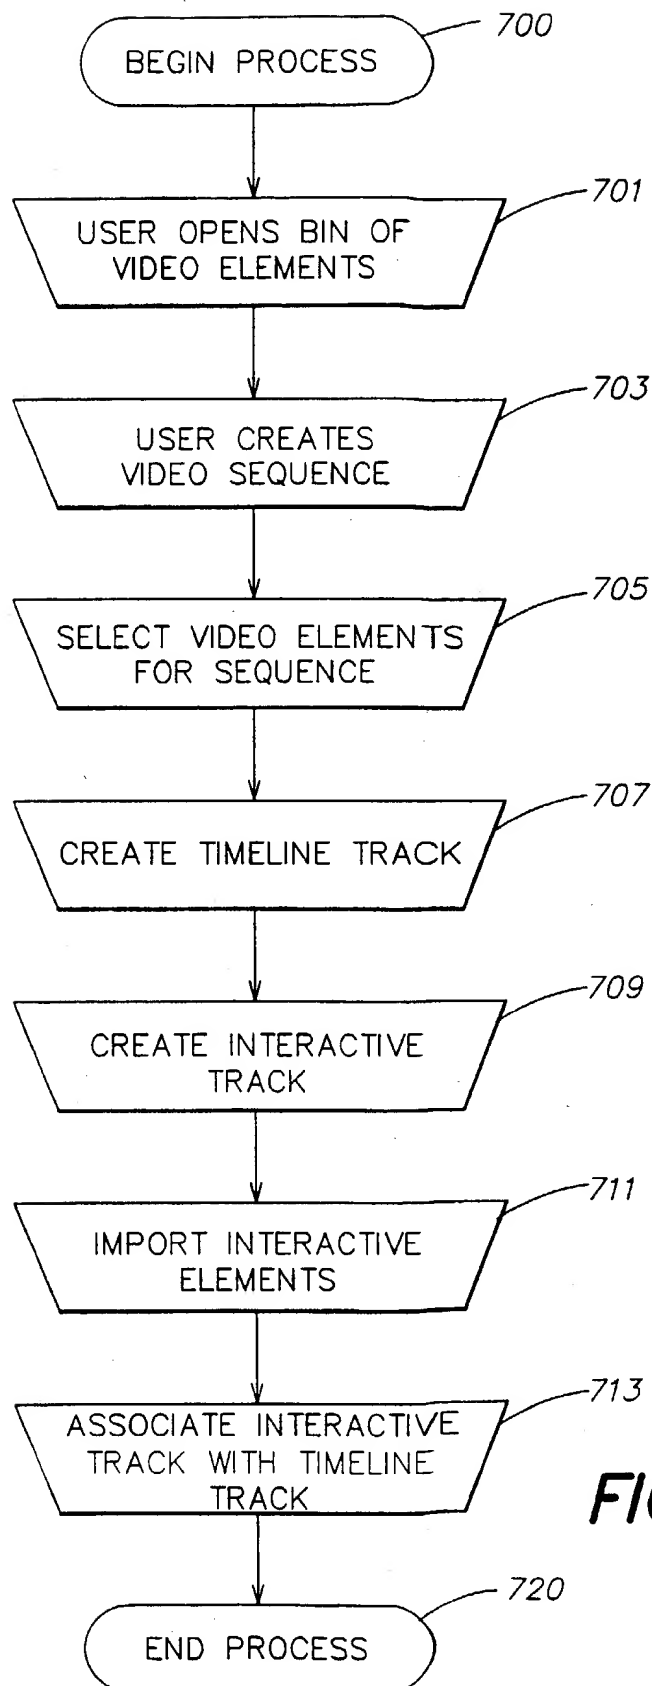 700
BEGIN PROCESS
701
USER OPENS BIN OF
VIDEO ELEMENTS
703
USER CREATES
VIDEO SEQUENCE
705
SELECT VIDEO ELEMENTS
FOR SEQUENCE
707
CREATE TIMELINE TRACK
709
CREATE INTERACTIVE
TRACK
711
IMPORT INTERACTIVE
ELEMENTS
713
ASSOCIATE INTERACTIVE
TRACK WITH TIMELINE
TRACK
720
END PROCESS